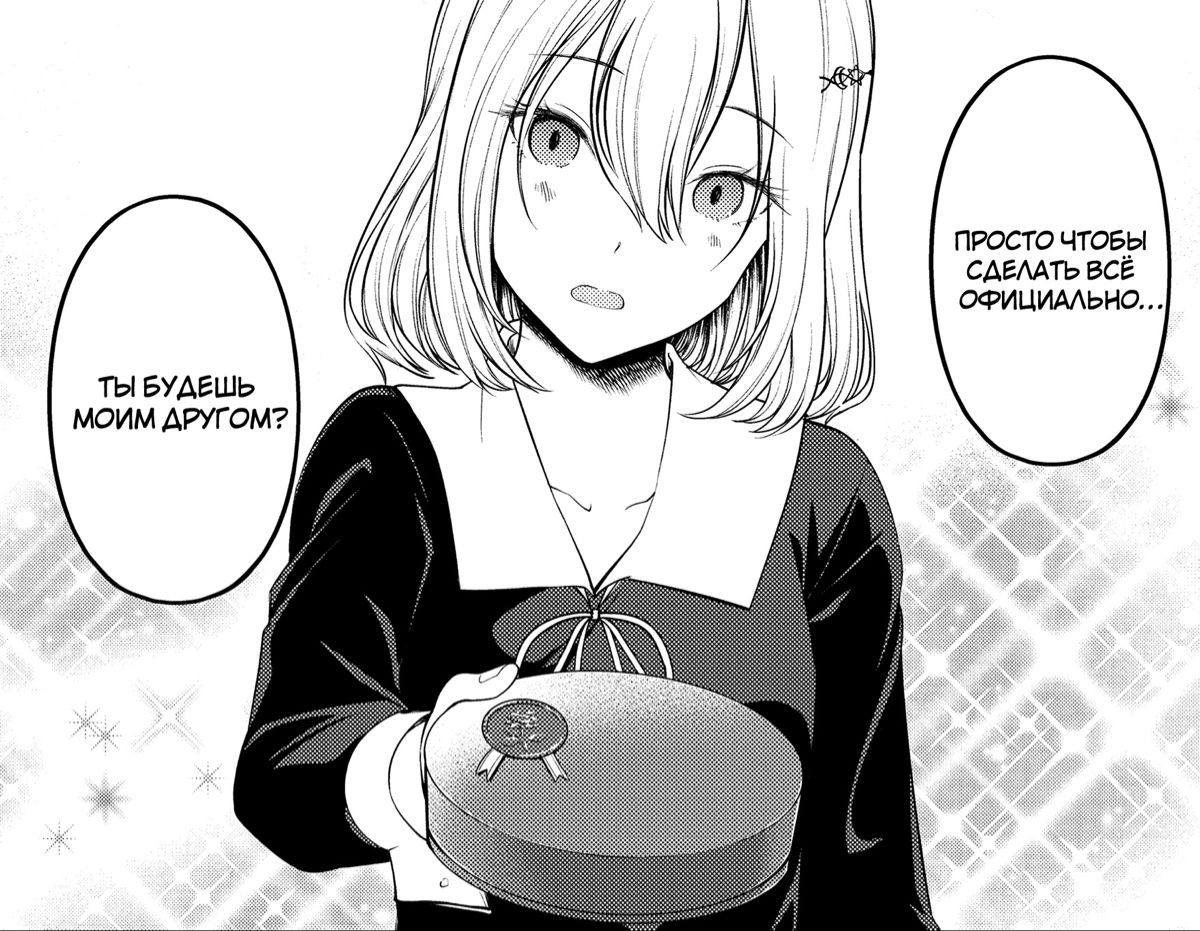 ПРОСТО ЧТОБЫ
СДЕЛАТЬ ВСЁ
ОФИЦИАЛЬНО...
ТЫ БУДЕШЬ
МОИМ ДРУГОМ?